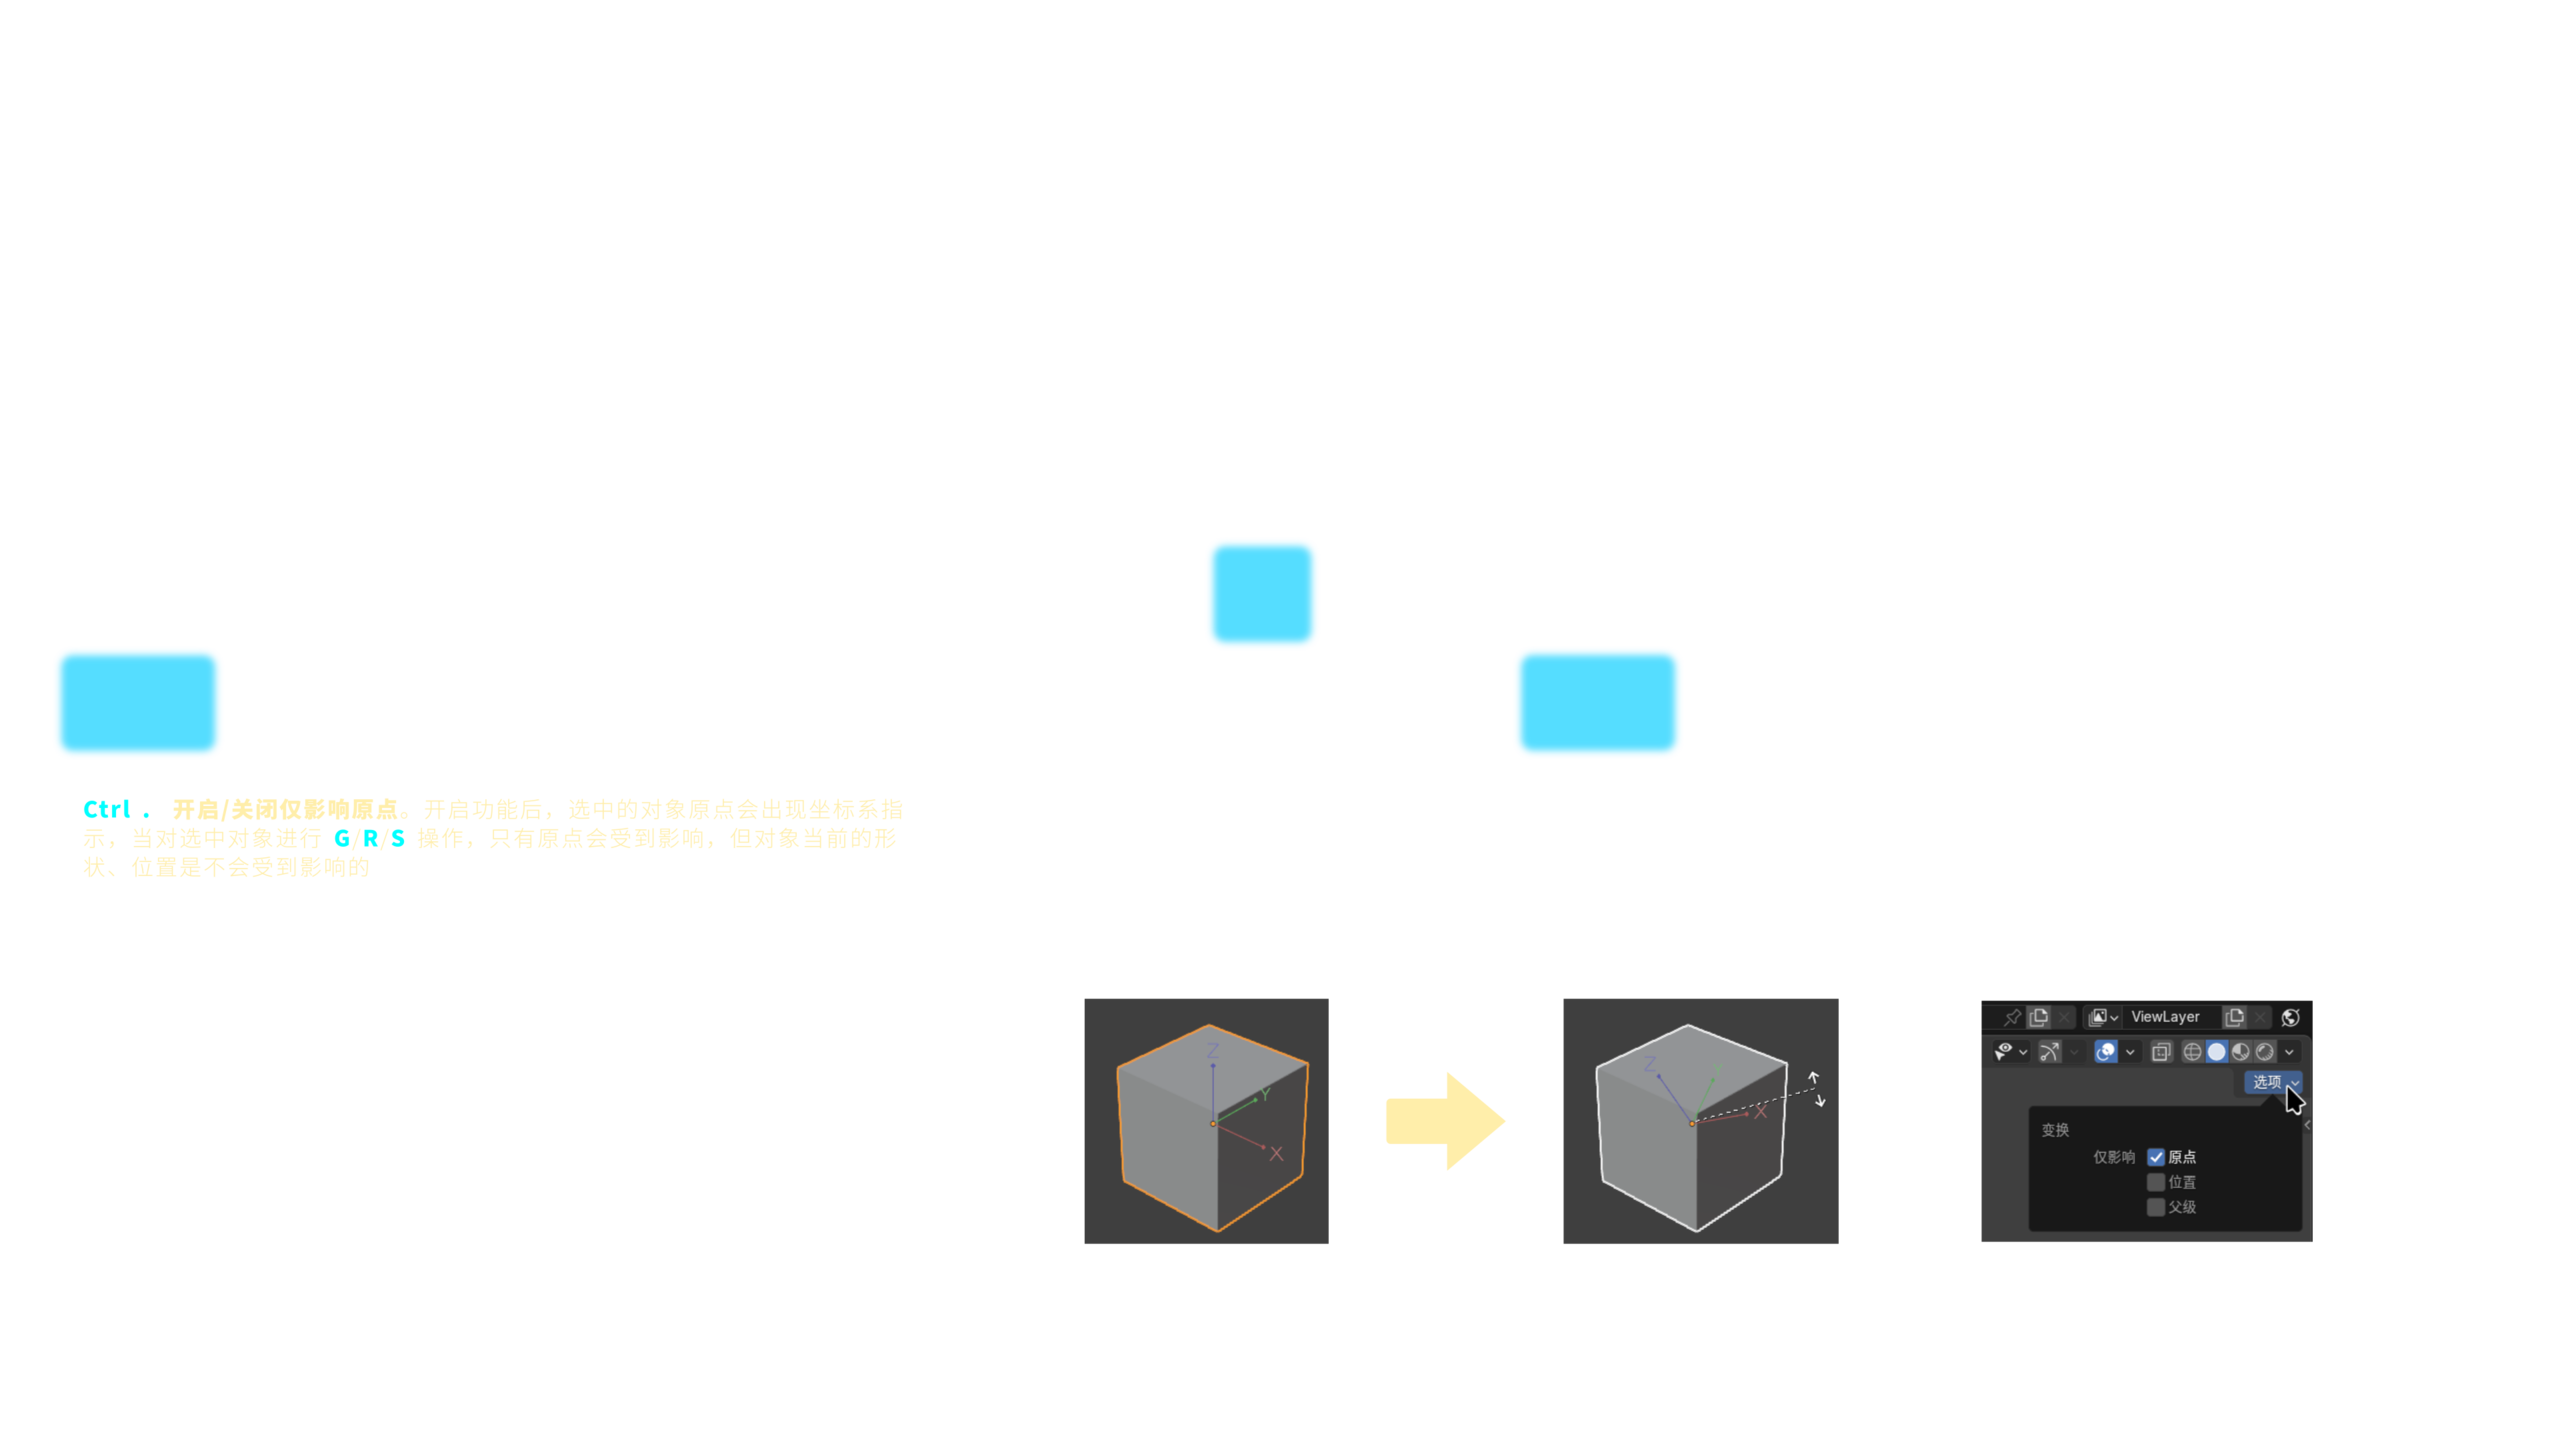 Ctrl . 开启/关闭仅影响原点。开启功能后，选中的对象原点会出现坐标系指
示，当对选中对象进行 G/R/S 操作，只有原点会受到影响，但对象当前的形
状、位置是不会受到影响的
Z
Y
X
Z
Y
X
ViewLayer
选项
变换
仅影响 原点
位置
父级